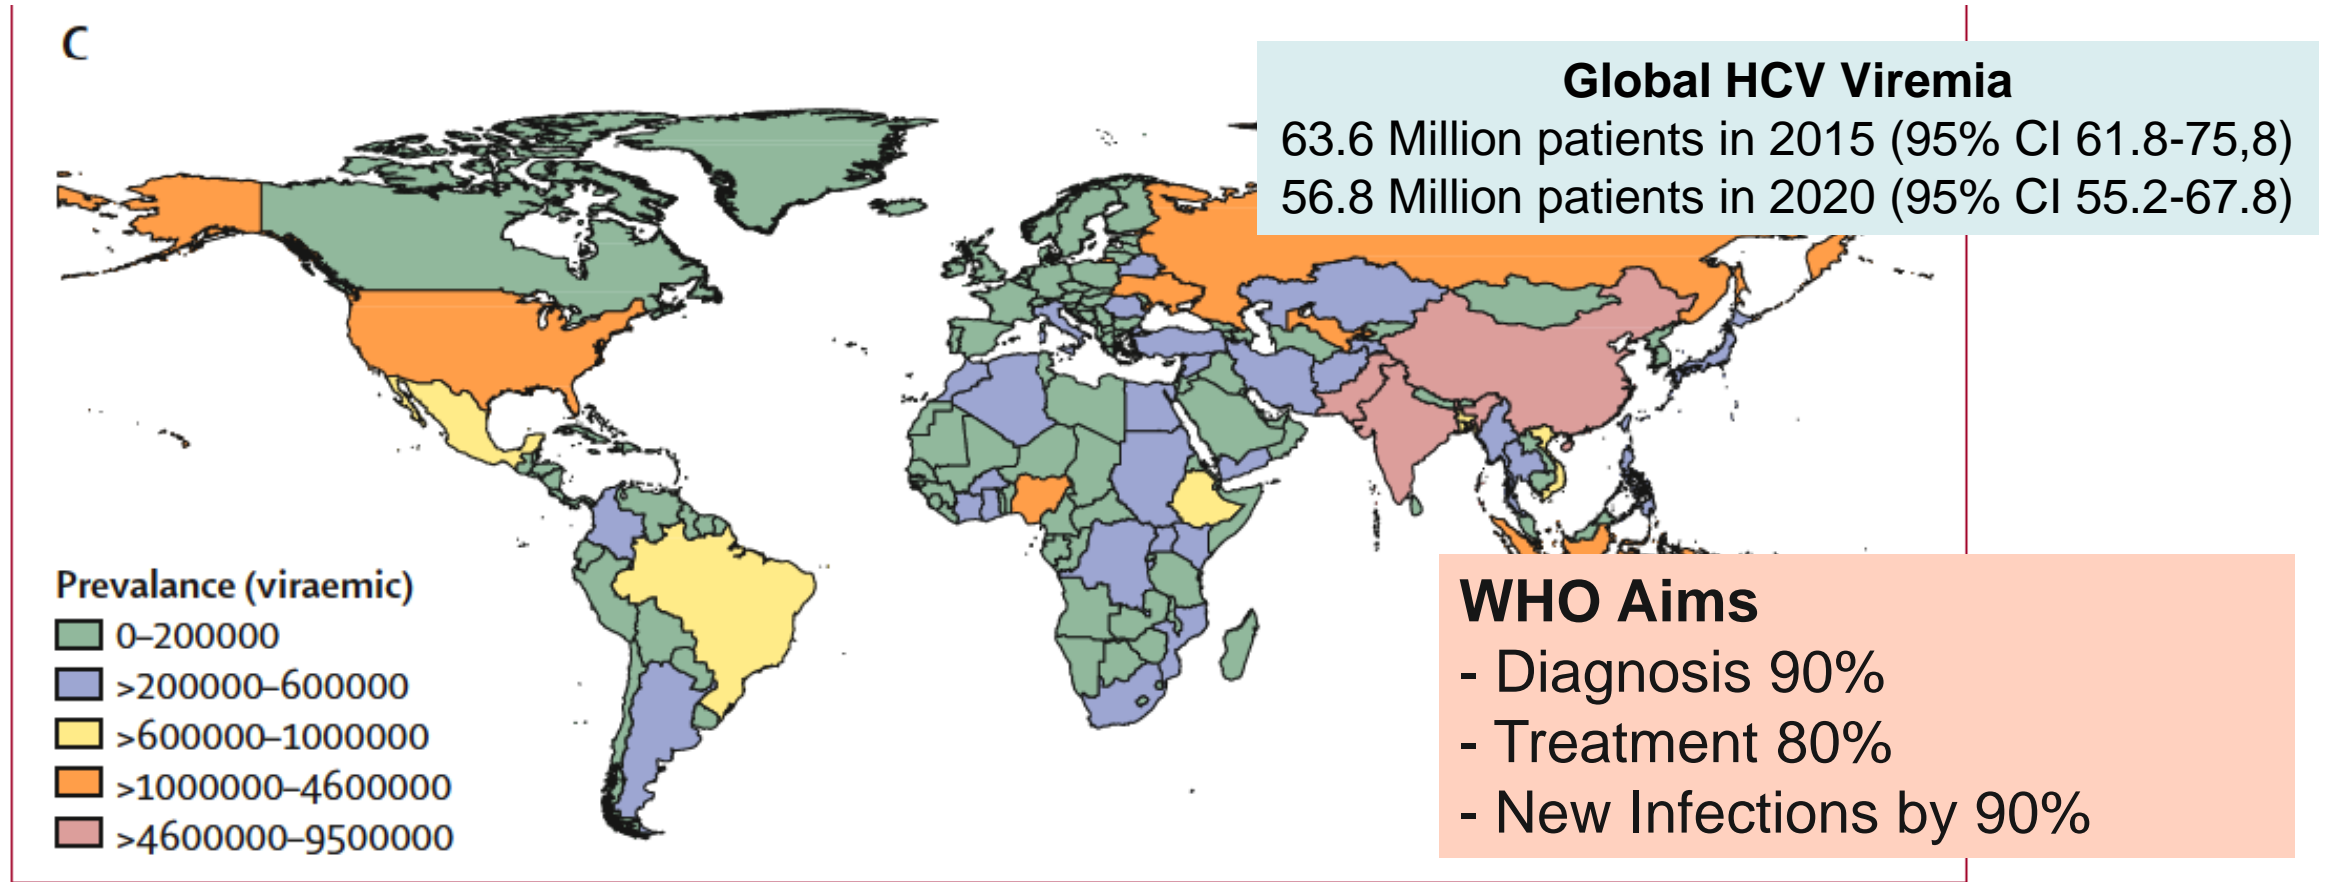 C
Global HCV Viremia
63.6 Million patients in 2015 (95% CI 61.8-75,8)
56.8 Million patients in 2020 (95% CI 55.2-67.8)
Prevalance (viraemic)
0–200000
>200000–600000
>600000–1000000
>1000000–4600000
>4600000–9500000
WHO Aims
- Diagnosis 90%
- Treatment 80%
- New Infections by 90%